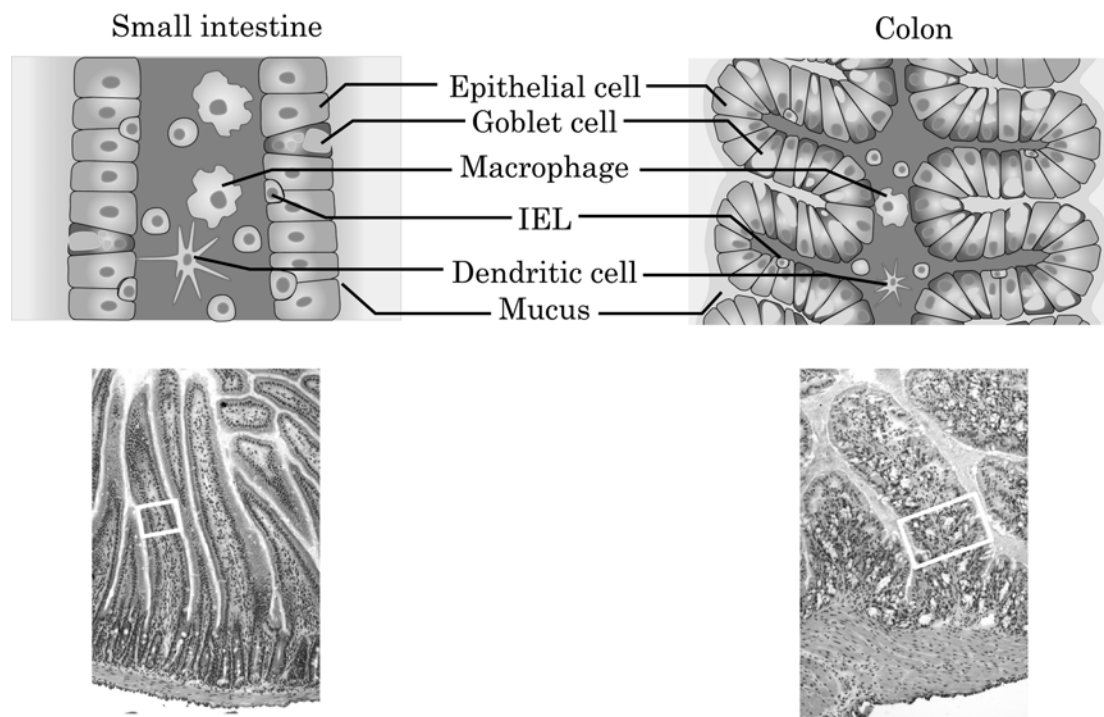 Small intestine
Colon
Epithelial cell
Goblet cell
Macrophage
IEL
Dendritic cell
Mucus